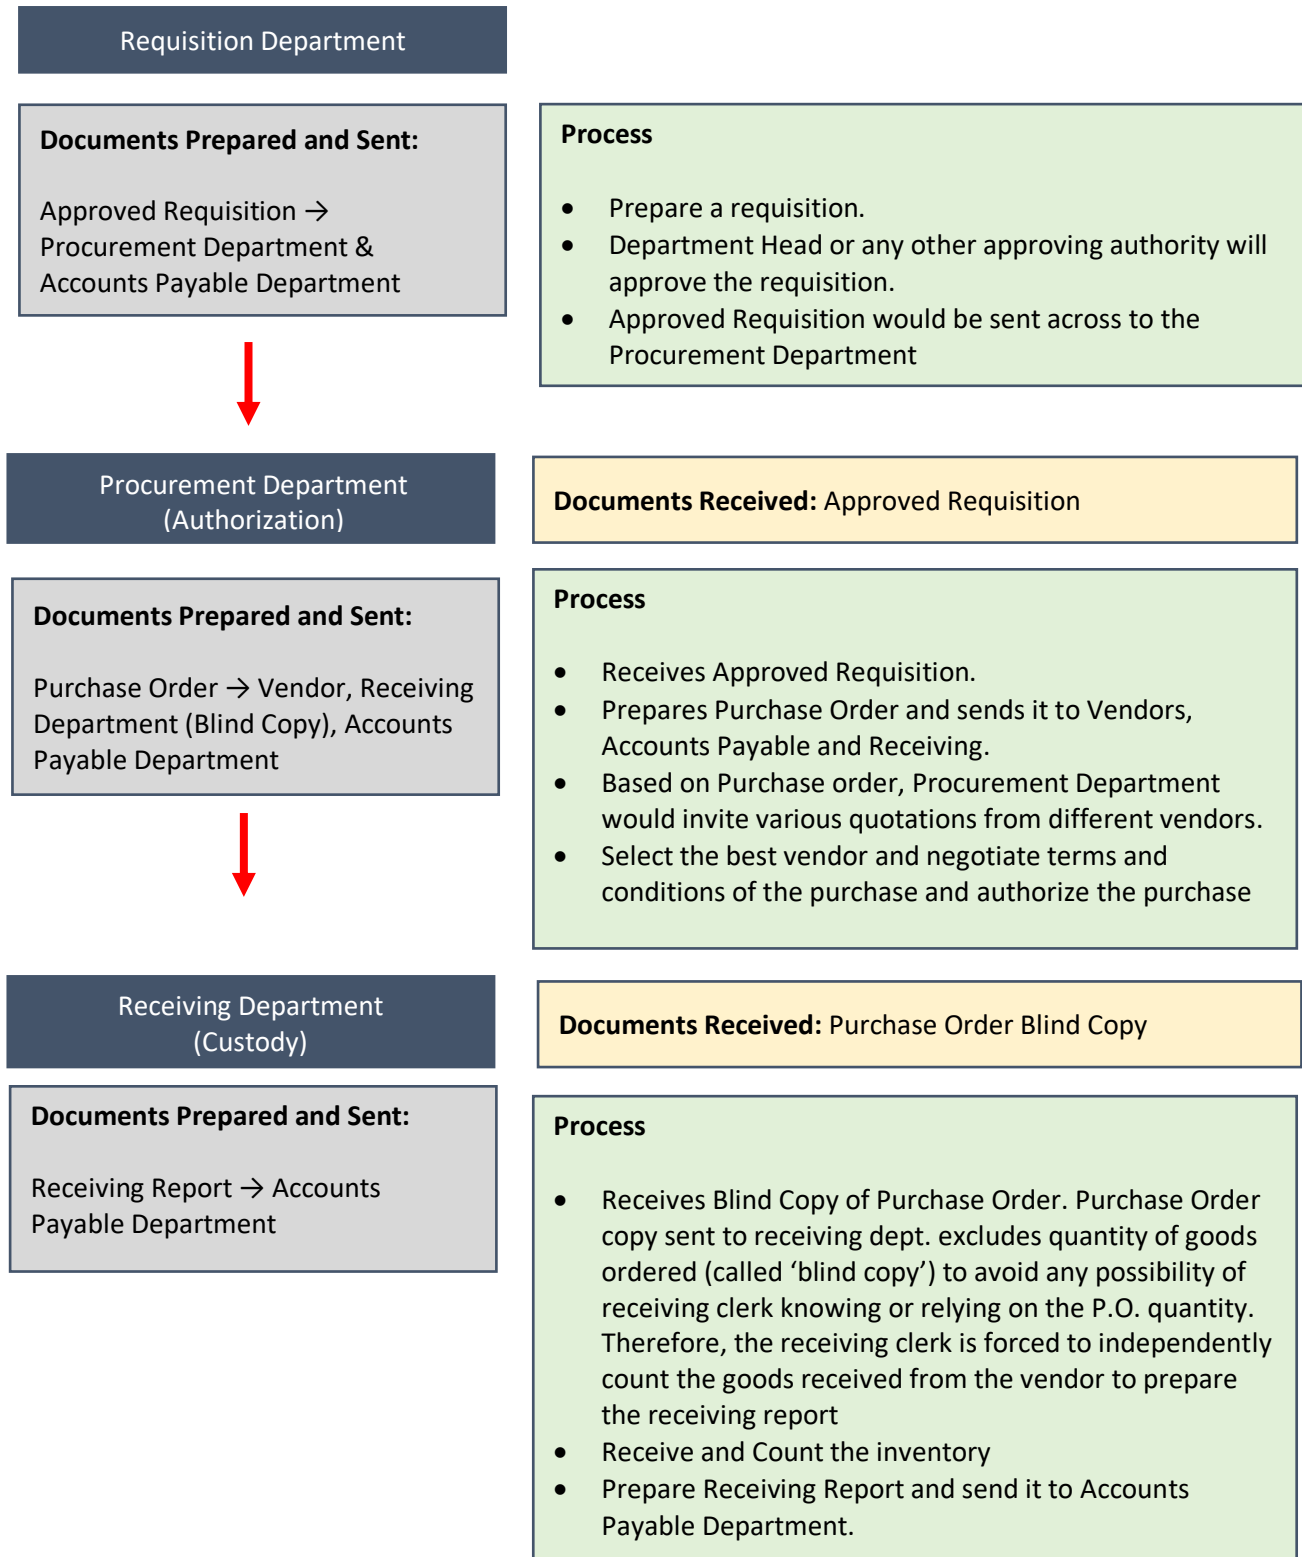 Requisition Department
Documents Prepared and Sent:
Approved Requisition →
Procurement Department &
Accounts Payable Department
Process
• Prepare a requisition.
• Department Head or any other approving authority will
approve the requisition.
• Approved Requisition would be sent across to the
Procurement Department
Procurement Department
(Authorization)
Documents Received: Approved Requisition
Documents Prepared and Sent:
Purchase Order → Vendor, Receiving
Department (Blind Copy), Accounts
Payable Department
Process
• Receives Approved Requisition.
• Prepares Purchase Order and sends it to Vendors,
Accounts Payable and Receiving.
• Based on Purchase order, Procurement Department
would invite various quotations from different vendors.
• Select the best vendor and negotiate terms and
conditions of the purchase and authorize the purchase
Receiving Department
(Custody)
Documents Received: Purchase Order Blind Copy
Documents Prepared and Sent:
Receiving Report → Accounts
Payable Department
Process
• Receives Blind Copy of Purchase Order. Purchase Order
copy sent to receiving dept. excludes quantity of goods
ordered (called ‘blind copy’) to avoid any possibility of
receiving clerk knowing or relying on the P.O. quantity.
Therefore, the receiving clerk is forced to independently
count the goods received from the vendor to prepare
the receiving report
• Receive and Count the inventory
• Prepare Receiving Report and send it to Accounts
Payable Department.